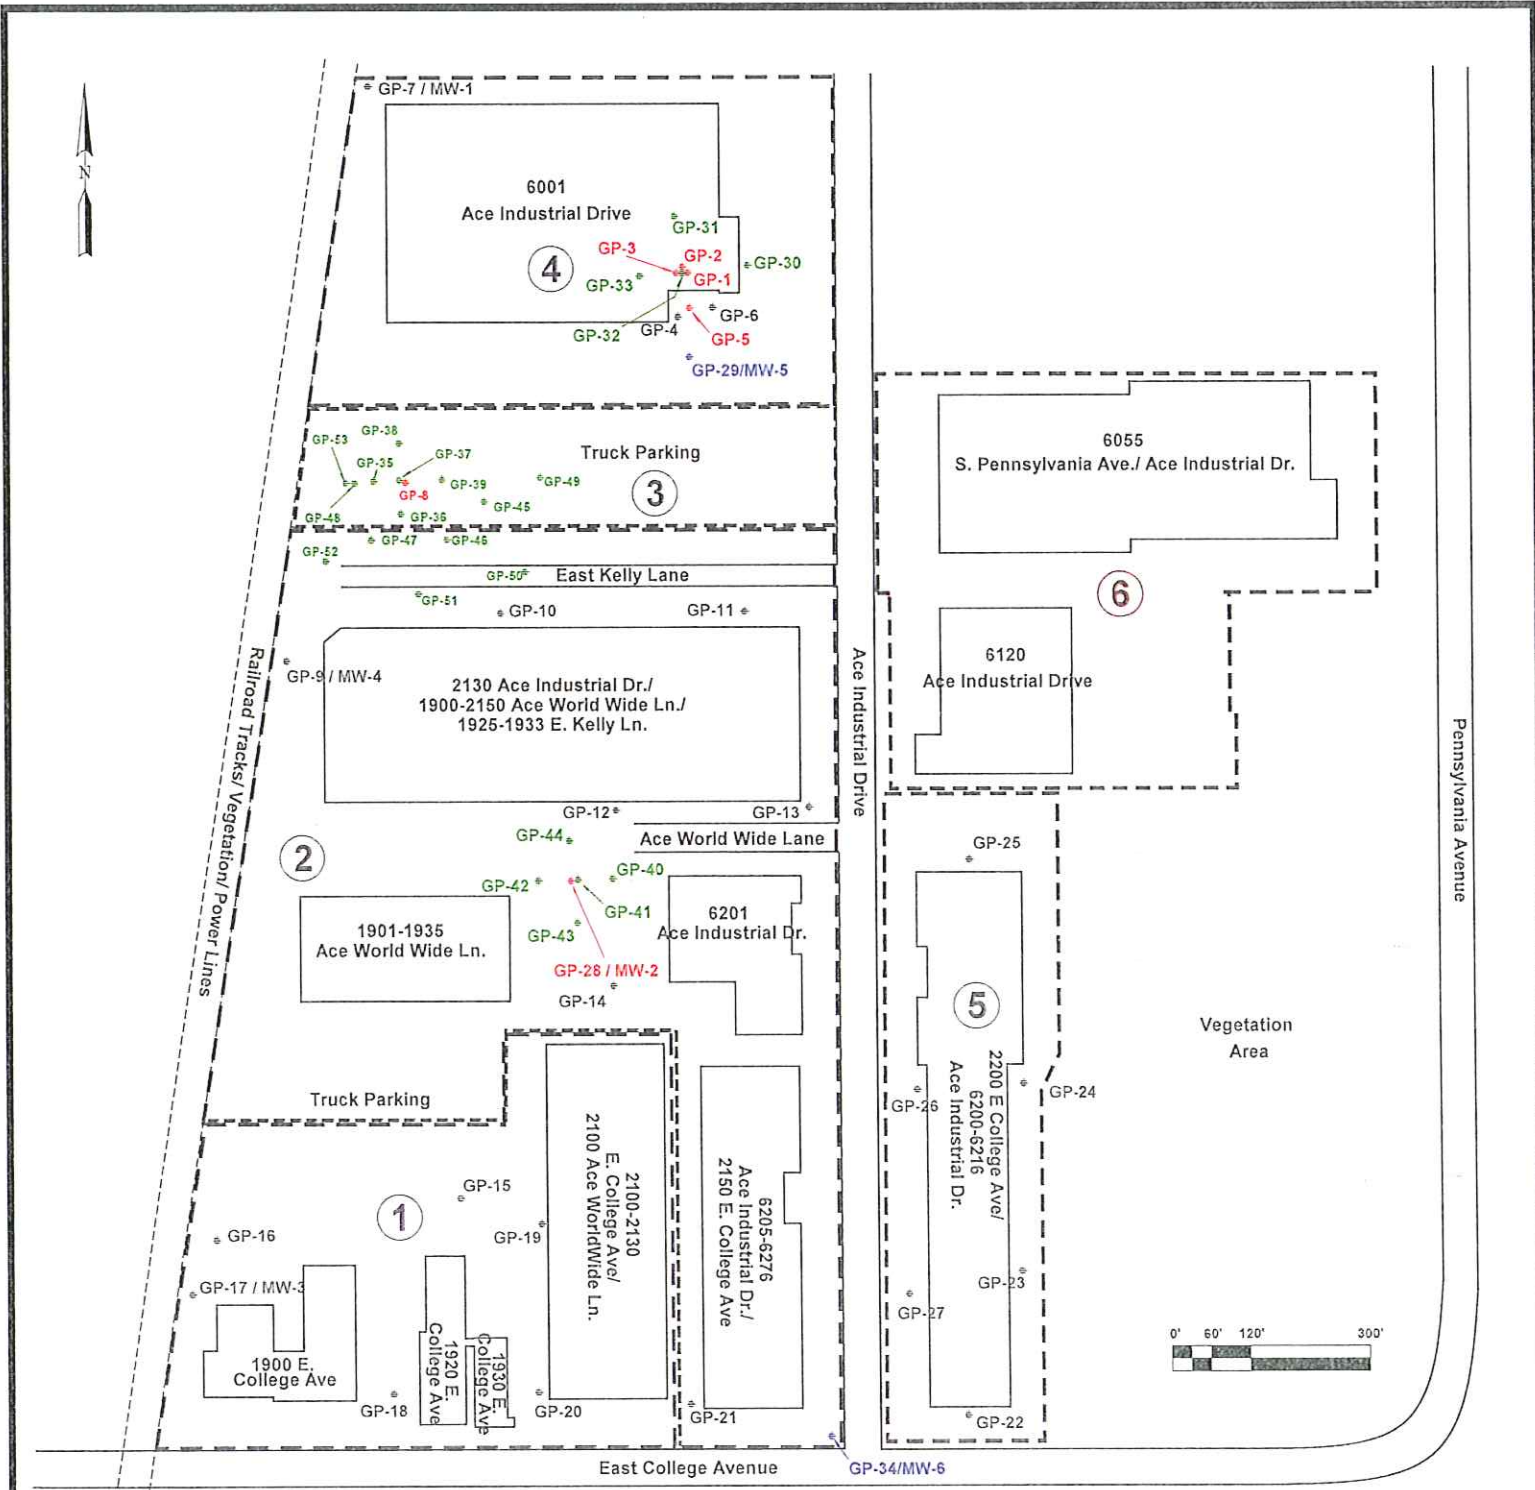 GP-7 / MW-1
N
6001
Ace Industrial Drive
GP-31
GP-3
GP-2
4
GP-30
GP-33
GP-1
GP-32
GP-4
GP-6
GP-5
GP-29/MW-5
GP-38
GP-53
GP-35
GP-37
Truck Parking
6055
S. Pennsylvania Ave./ Ace Industrial Dr.
GP-8
GP-39
GP-49
3
GP-48
GP-36
GP-45
GP-52
GP-47
GP-46
GP-50
East Kelly Lane
6
GP-51
GP-10
GP-11
6120
Ace Industrial Drive
GP-9 / MW-4
2130 Ace Industrial Dr./
1900-2150 Ace World Wide Ln./
1925-1933 E. Kelly Ln.
Railroad Tracks/ Vegetation/ Power Lines
Ace Industrial Drive
Pennsylvania Avenue
GP-12
GP-13
GP-44
Ace World Wide Lane
GP-25
2
GP-42
GP-40
GP-41
1901-1935
Ace World Wide Ln.
GP-43
6201
Ace Industrial Dr.
GP-28 / MW-2
GP-14
5
Vegetation
Area
2200 E College Ave/
6200-6216
Ace Industrial Dr.
GP-24
GP-26
Truck Parking
2100-2130
E. College Ave/
2100 Ace WorldWide Ln.
6205-6276
Ace Industrial Dr./
2150 E. College Ave
GP-15
1
GP-16
GP-19
GP-17 / MW-3
GP-23
GP-27
0' 60' 120' 300'
1900 E.
College Ave
1920 E.
College Ave
1930 E.
College Ave
GP-18
GP-20
GP-21
GP-22
East College Avenue
GP-34/MW-6